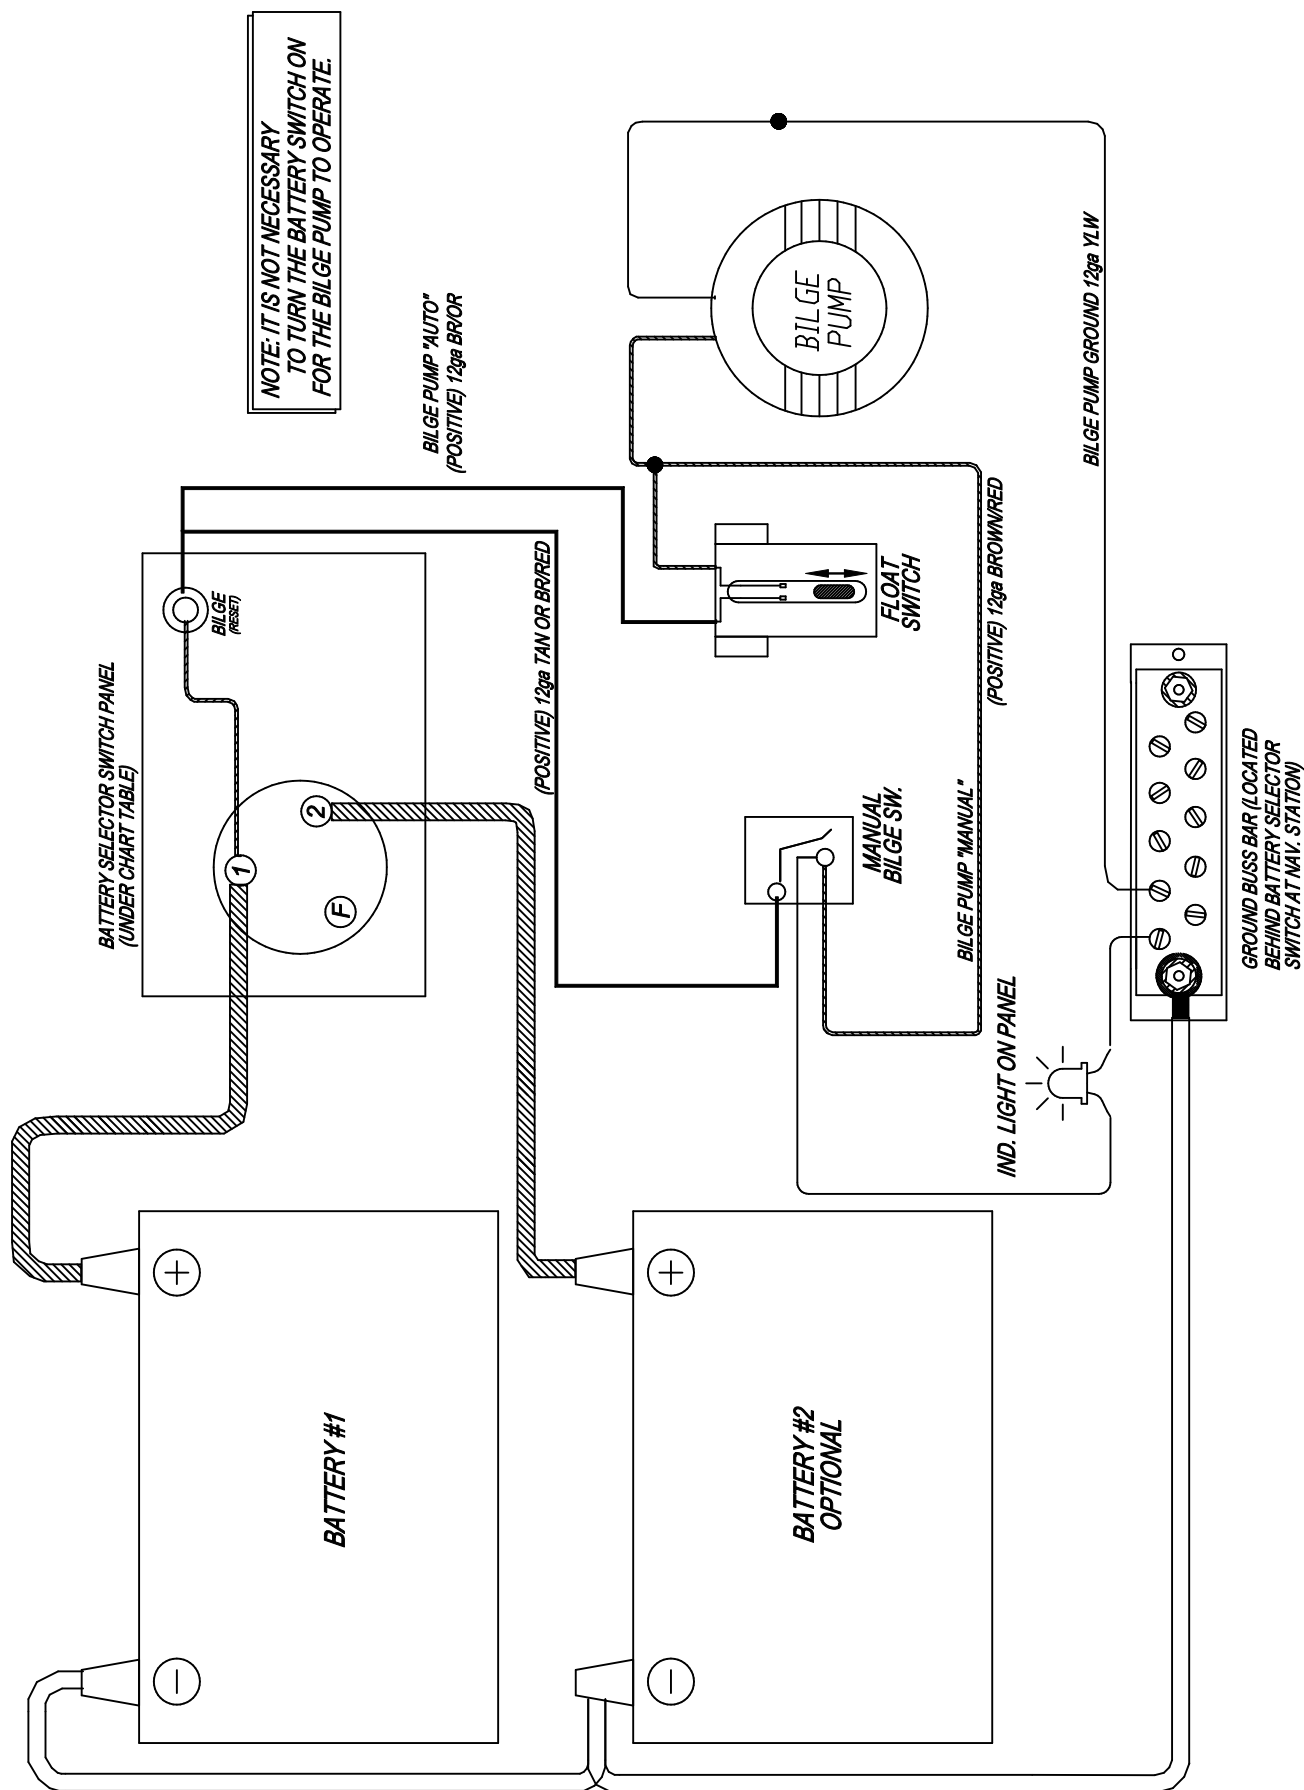 NOTE: IT IS NOT NECESSARY
TO TURN THE BATTERY SWITCH ON
FOR THE BILGE PUMP TO OPERATE.
BATTERY SELECTOR SWITCH PANEL
(UNDER CHART TABLE)
BILGE
(RESET)
1
2
F
BILGE PUMP "AUTO"
(POSITIVE) 12ga BR/OR
(POSITIVE) 12ga TAN OR BR/RED
BILGE
PUMP
FLOAT
SWITCH
MANUAL
BILGE SW.
BILGE PUMP "MANUAL"
(POSITIVE) 12ga BROWN/RED
BILGE PUMP GROUND 12ga YLW
IND. LIGHT ON PANEL
GROUND BUSS BAR (LOCATED
BEHIND BATTERY SELECTOR
SWITCH AT NAV. STATION)
BATTERY #1
+
−
BATTERY #2
OPTIONAL
+
−